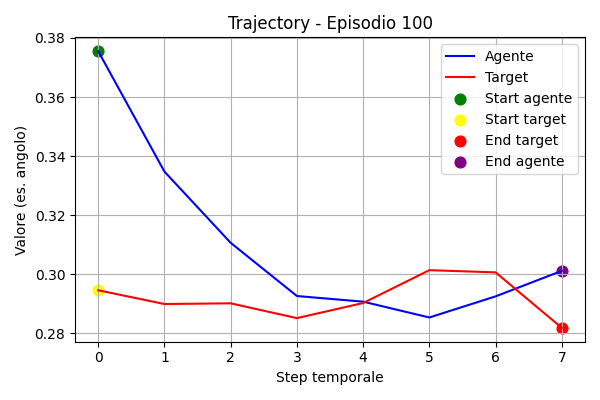 Trajectory - Episodio 100
Valore (es. angolo)
0.38
0.36
0.34
0.32
0.30
0.28
0
1
2
3
4
5
6
7
Step temporale
Agente
Target
Start agente
Start target
End target
End agente